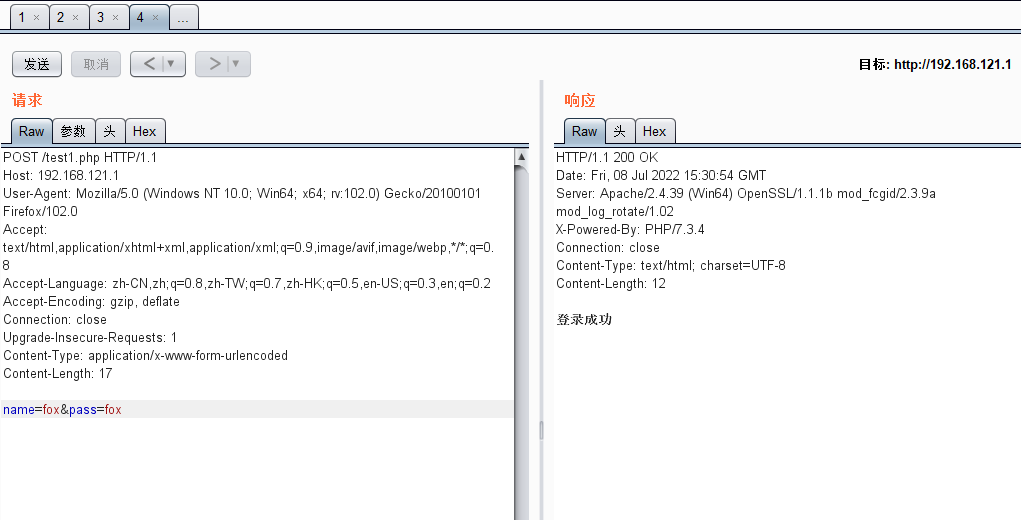 1 × 2 × 3 × 4 × ...
发送 取消 < > 目标: http://192.168.121.1
请求
Raw 参数 头 Hex
POST /test1.php HTTP/1.1
Host: 192.168.121.1
User-Agent: Mozilla/5.0 (Windows NT 10.0; Win64; x64; rv:102.0) Gecko/20100101
Firefox/102.0
Accept:
text/html,application/xhtml+xml,application/xml;q=0.9,image/avif,image/webp,*/*;q=0.
8
Accept-Language: zh-CN,zh;q=0.8,zh-TW;q=0.7,zh-HK;q=0.5,en-US;q=0.3,en;q=0.2
Accept-Encoding: gzip, deflate
Connection: close
Upgrade-Insecure-Requests: 1
Content-Type: application/x-www-form-urlencoded
Content-Length: 17
name=fox&pass=fox
响应
Raw 头 Hex
HTTP/1.1 200 OK
Date: Fri, 08 Jul 2022 15:30:54 GMT
Server: Apache/2.4.39 (Win64) OpenSSL/1.1.1b mod_fcgid/2.3.9a
mod_log_rotate/1.02
X-Powered-By: PHP/7.3.4
Connection: close
Content-Type: text/html; charset=UTF-8
Content-Length: 12
登录成功